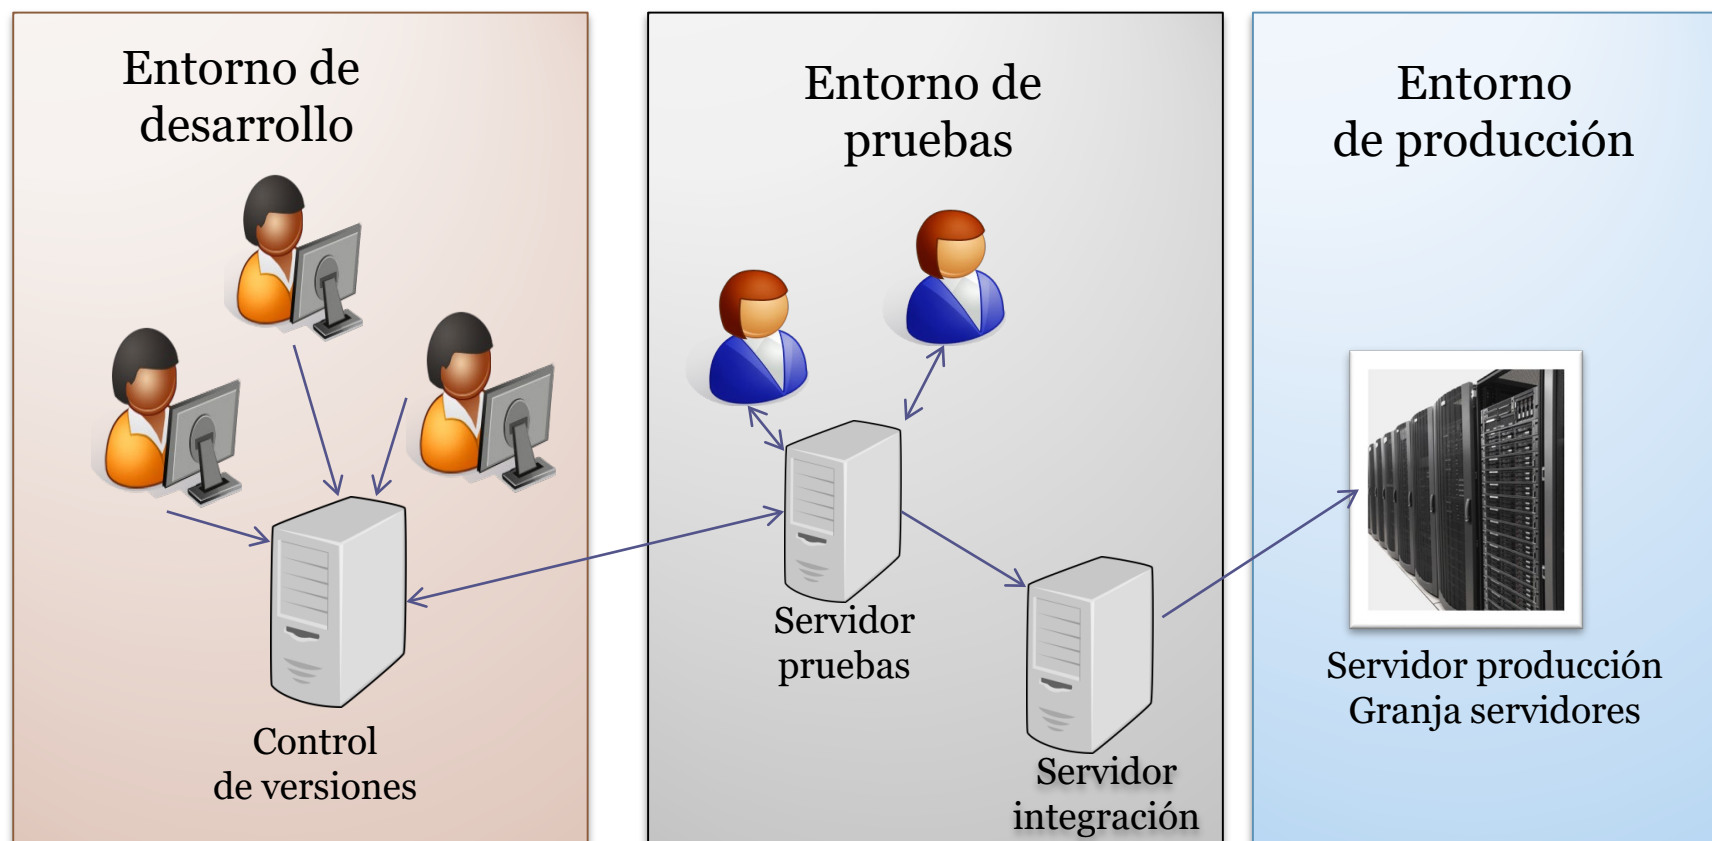 Entorno de
desarrollo
Control
de versiones
Entorno de
pruebas
Servidor
pruebas
Servidor
integración
Entorno
de producción
Servidor producción
Granja servidores